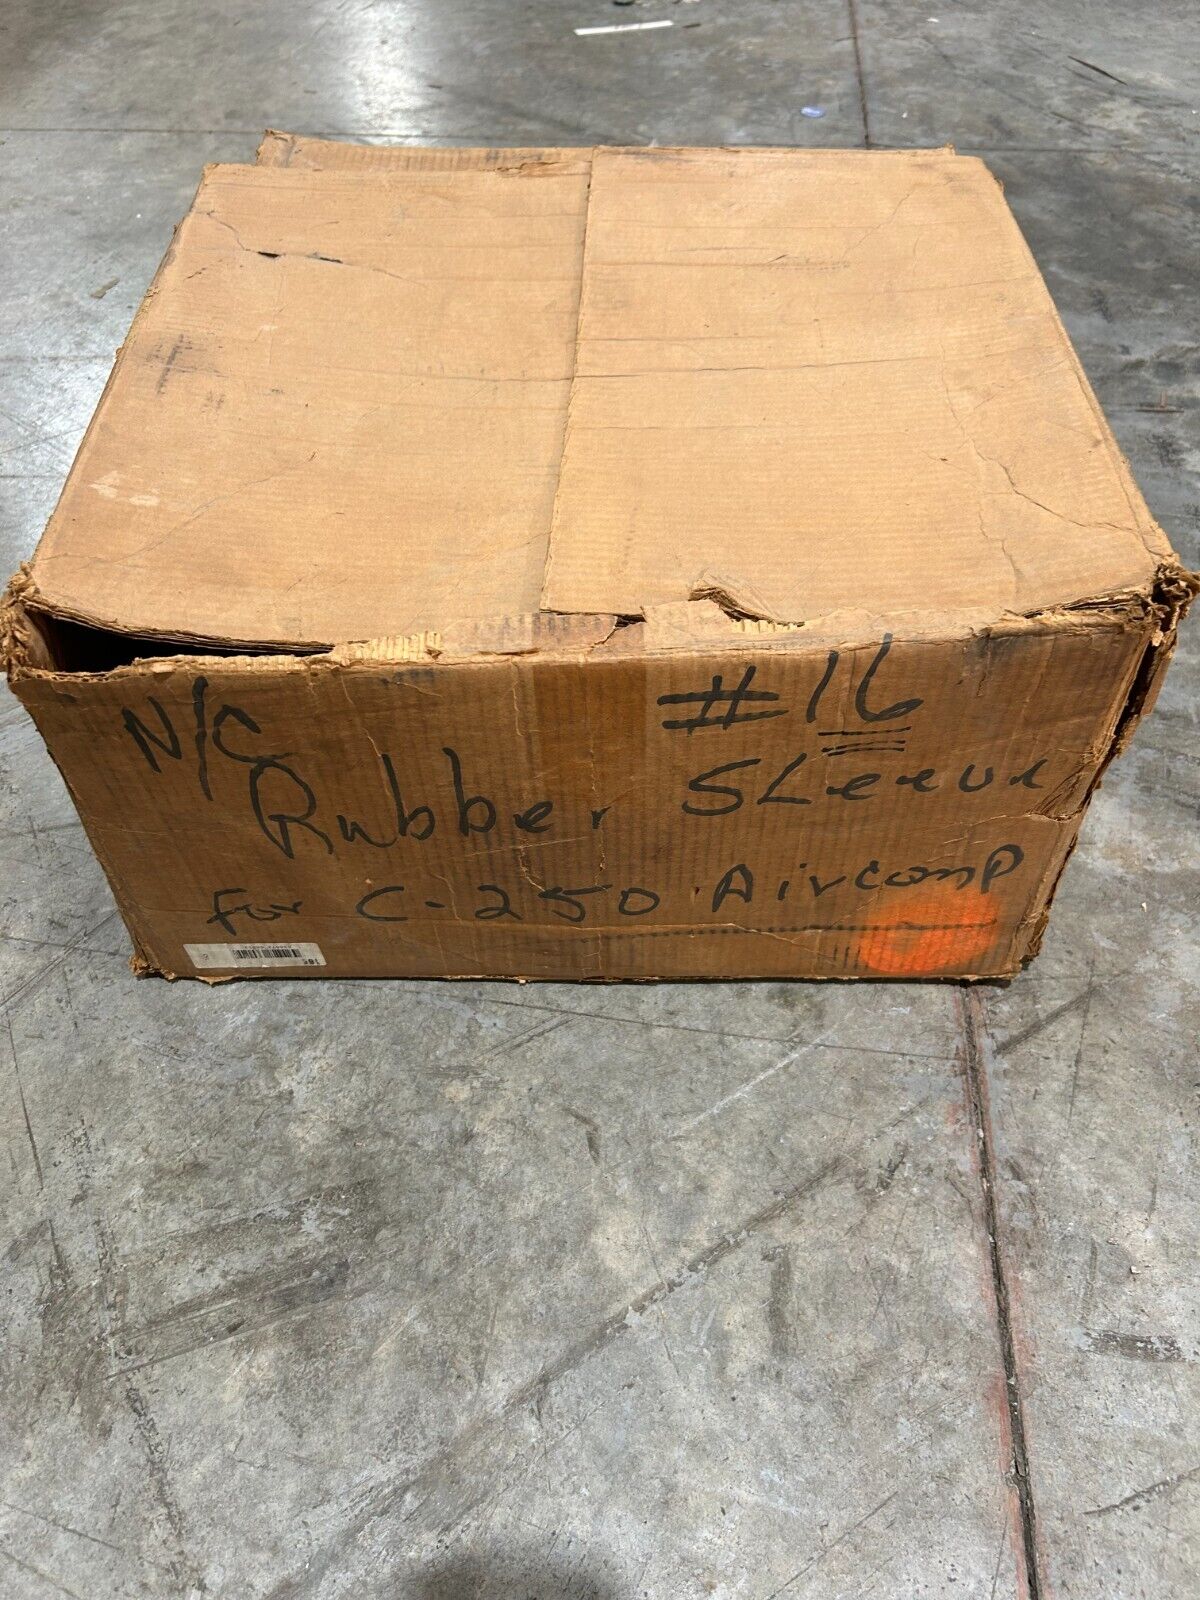 N/C #16
Rubber Sleeve
for C-250 Aircomp